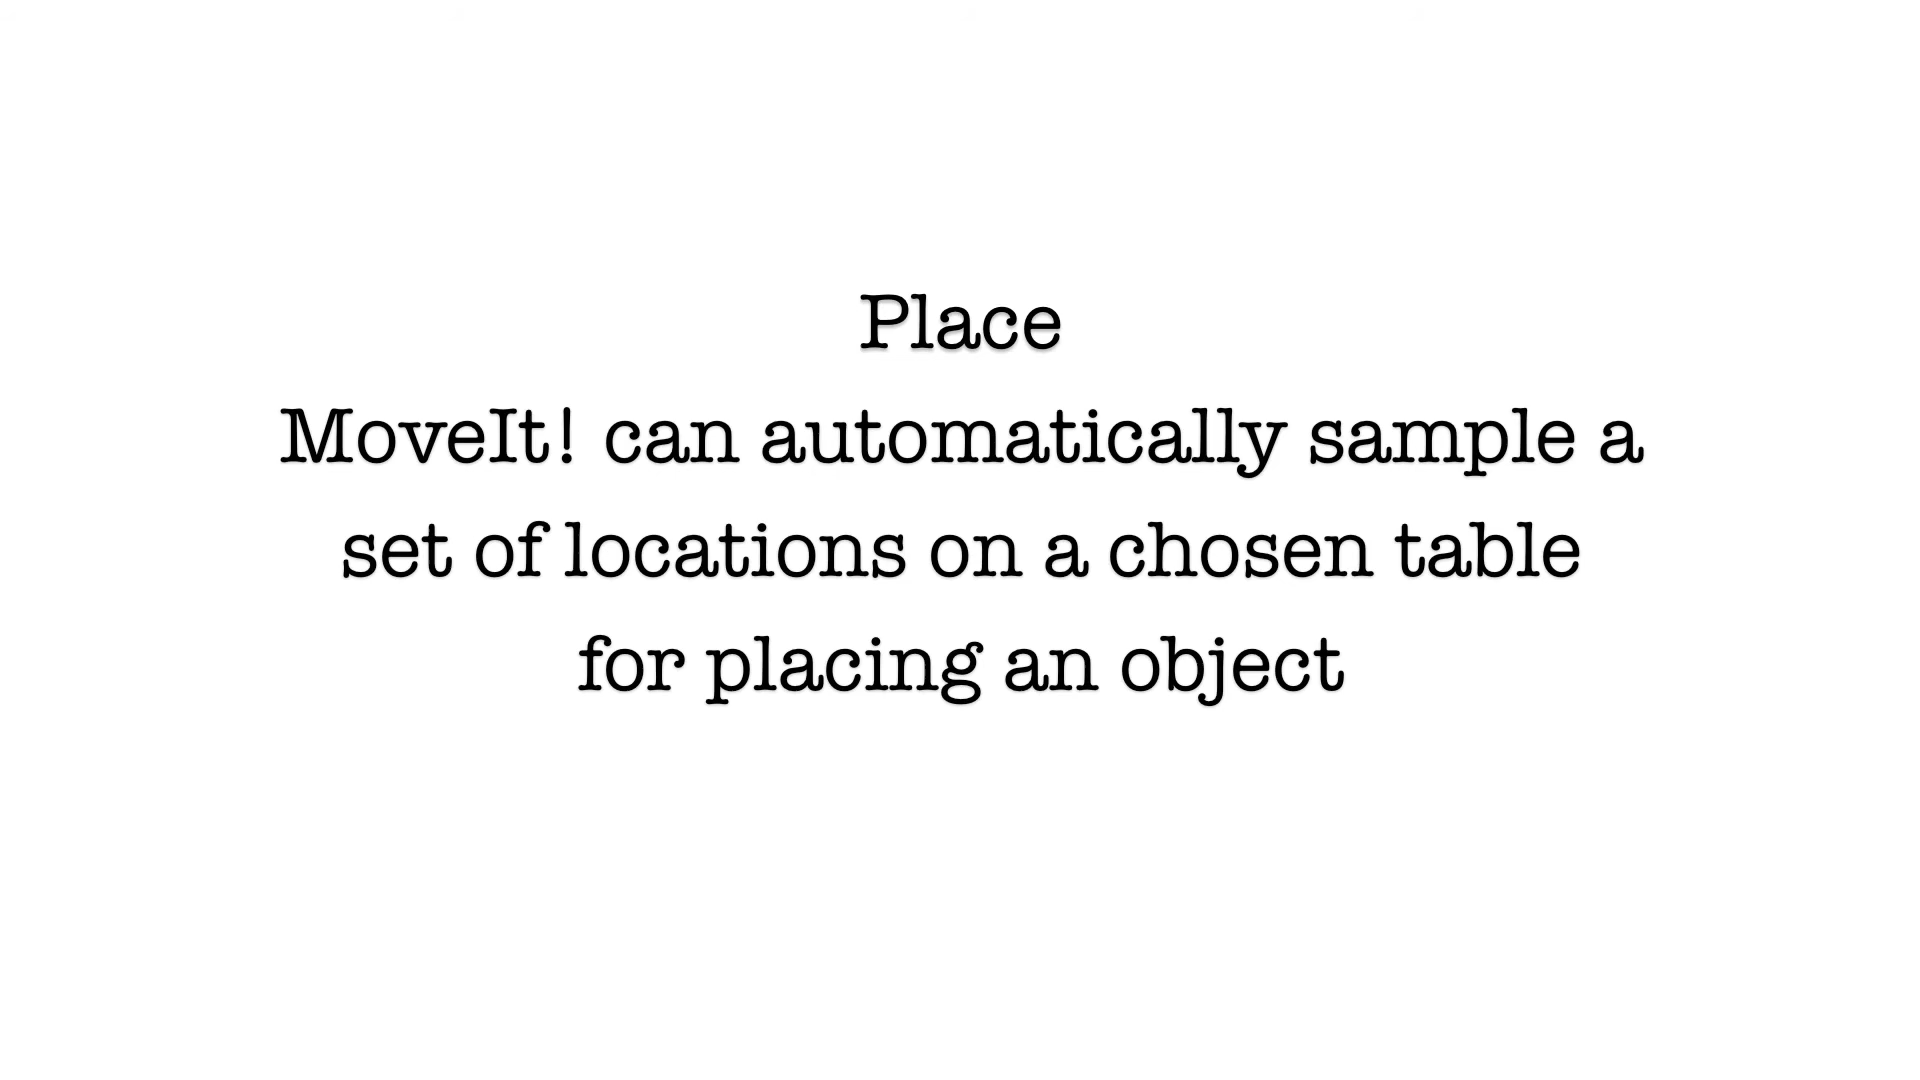 Place
MoveIt! can automatically sample a
set of locations on a chosen table
for placing an object